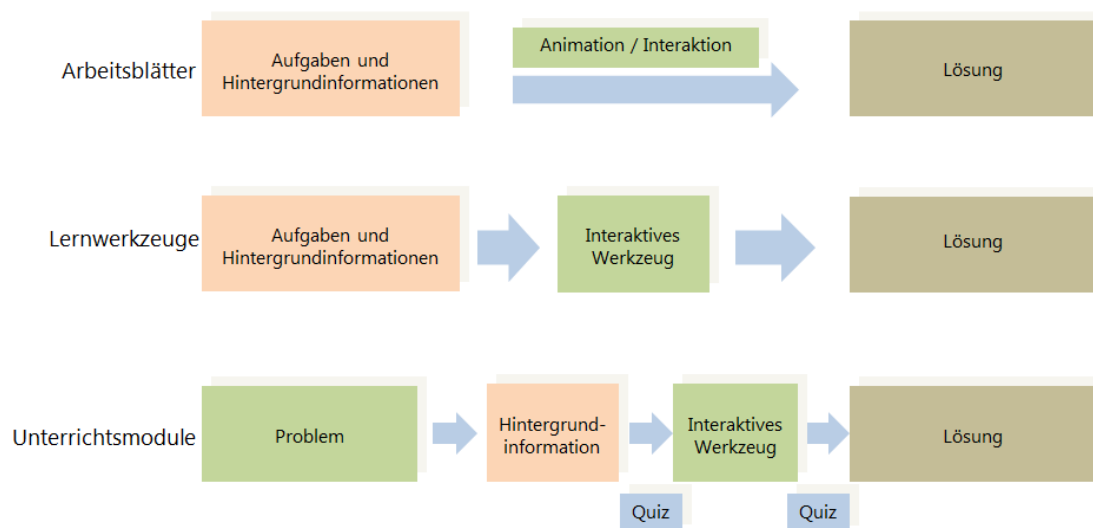 Arbeitsblätter
Aufgaben und
Hintergrundinformationen
Animation / Interaktion
Lösung
Lernwerkzeuge
Aufgaben und
Hintergrundinformationen
Interaktives
Werkzeug
Lösung
Unterrichtsmodule
Problem
Hintergrund-
information
Interaktives
Werkzeug
Lösung
Quiz
Quiz